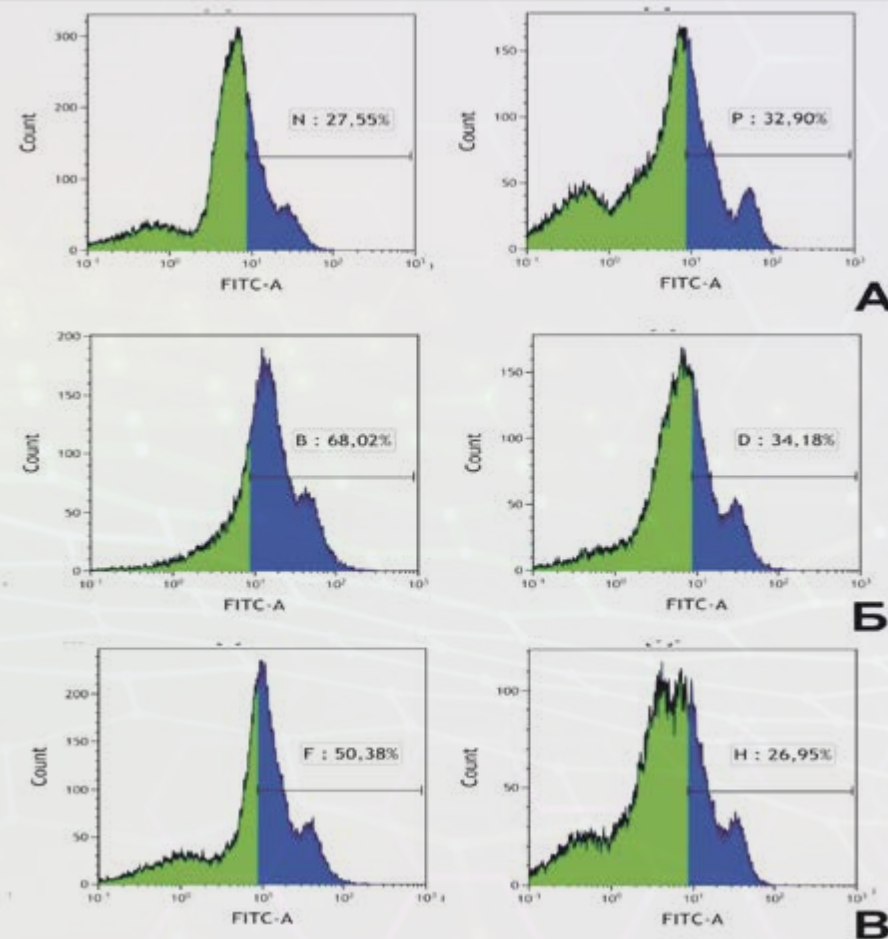 300
200
100
0
Count
N : 27,55%
10⁻¹ 10⁰ 10¹ 10² 10³
FITC-A
150
100
50
0
Count
P : 32,90%
10⁻¹ 10⁰ 10¹ 10² 10³
FITC-A
А
200
150
100
50
0
Count
B : 68,02%
10⁻¹ 10⁰ 10¹ 10² 10³
FITC-A
150
100
50
0
Count
D : 34,18%
10⁻¹ 10⁰ 10¹ 10² 10³
FITC-A
Б
200
150
100
50
0
Count
F : 50,38%
10⁻¹ 10⁰ 10¹ 10² 10³
FITC-A
100
50
0
Count
H : 26,95%
10⁻¹ 10⁰ 10¹ 10² 10³
FITC-A
В